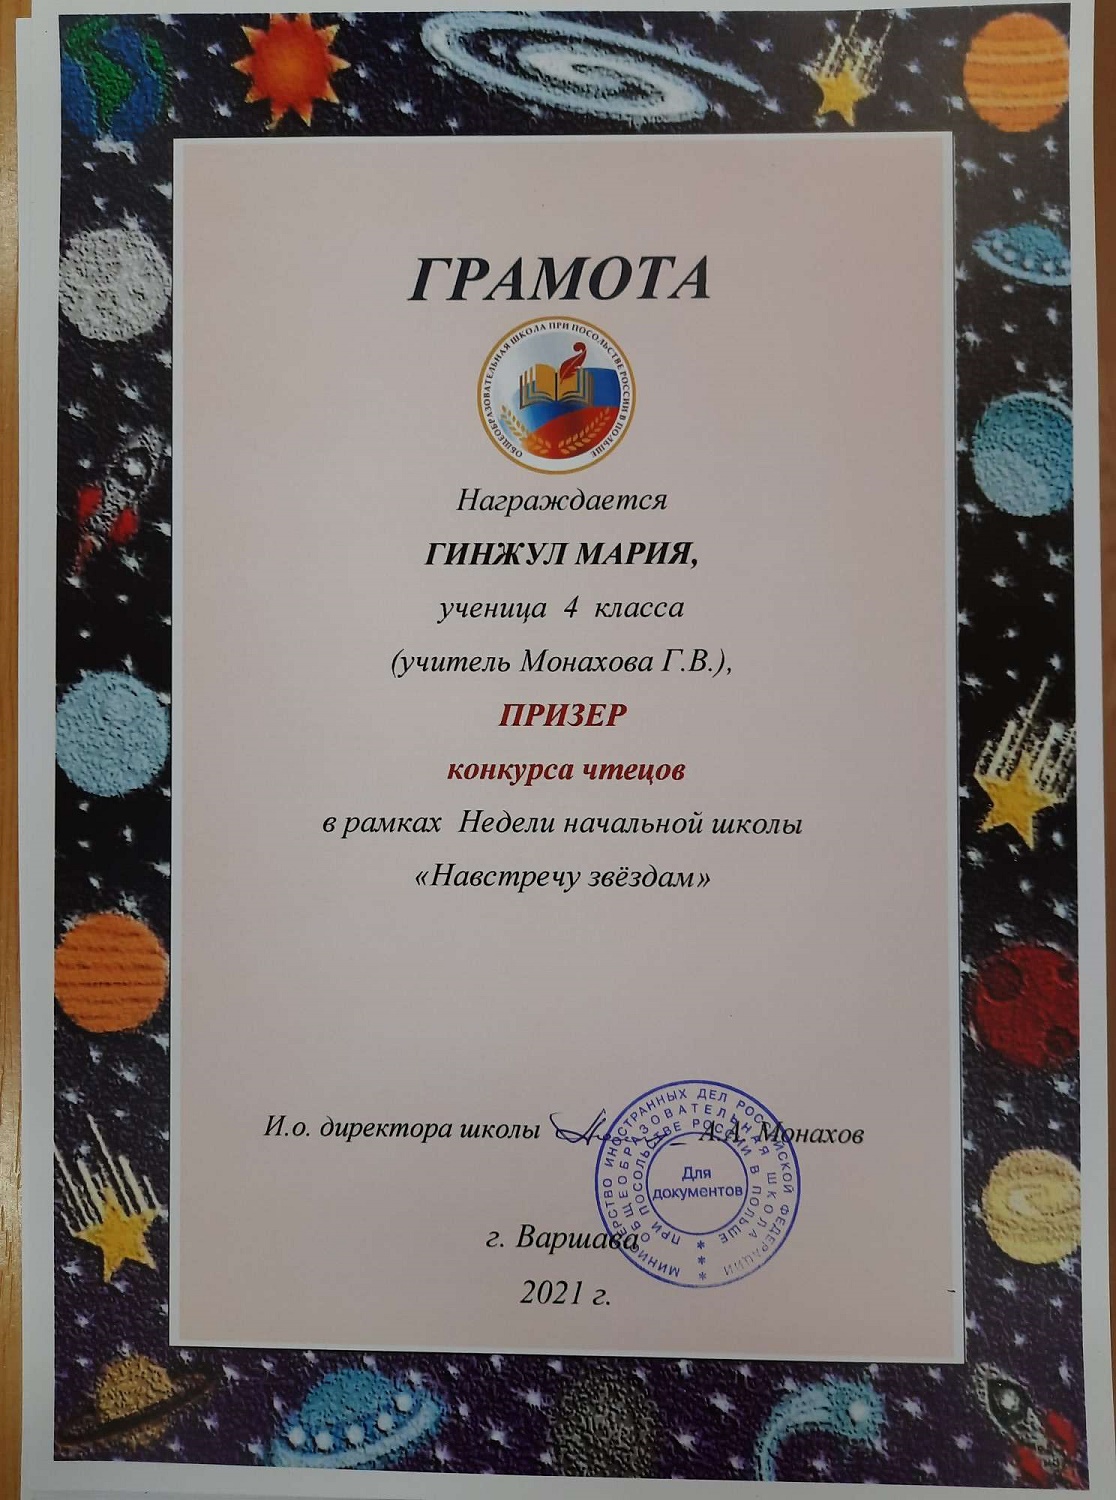 ГРАМОТА
ОБЩЕОБРАЗОВАТЕЛЬНАЯ ШКОЛА ПРИ ПОСОЛЬСТВЕ РОССИИ В ПОЛЬШЕ
Награждается
ГИНЖУЛ МАРИЯ,
ученица 4 класса
(учитель Монахова Г.В.),
ПРИЗЕР
конкурса чтецов
в рамках Недели начальной школы
«Навстречу звёздам»
И.о. директора школы А.А. Монахов
МИНИСТЕРСТВО ИНОСТРАННЫХ ДЕЛ РОССИЙСКОЙ ФЕДЕРАЦИИ
ОБЩЕОБРАЗОВАТЕЛЬНАЯ ШКОЛА
ПРИ ПОСОЛЬСТВЕ РОССИИ В ПОЛЬШЕ
Для
документов
г. Варшава
2021 г.